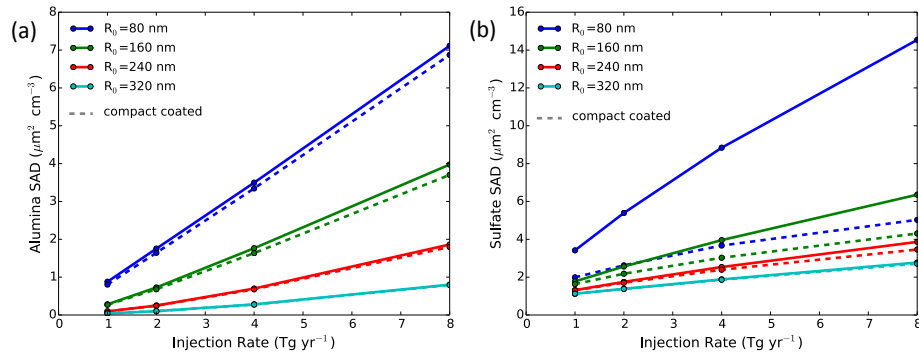 (a)
R₀=80 nm
R₀=160 nm
R₀=240 nm
R₀=320 nm
compact coated
Alumina SAD (μm² cm⁻³)
8
7
6
5
4
3
2
1
0
0 1 2 3 4 5 6 7 8
Injection Rate (Tg yr⁻¹)
(b)
R₀=80 nm
R₀=160 nm
R₀=240 nm
R₀=320 nm
compact coated
Sulfate SAD (μm² cm⁻³)
16
14
12
10
8
6
4
2
0
0 1 2 3 4 5 6 7 8
Injection Rate (Tg yr⁻¹)